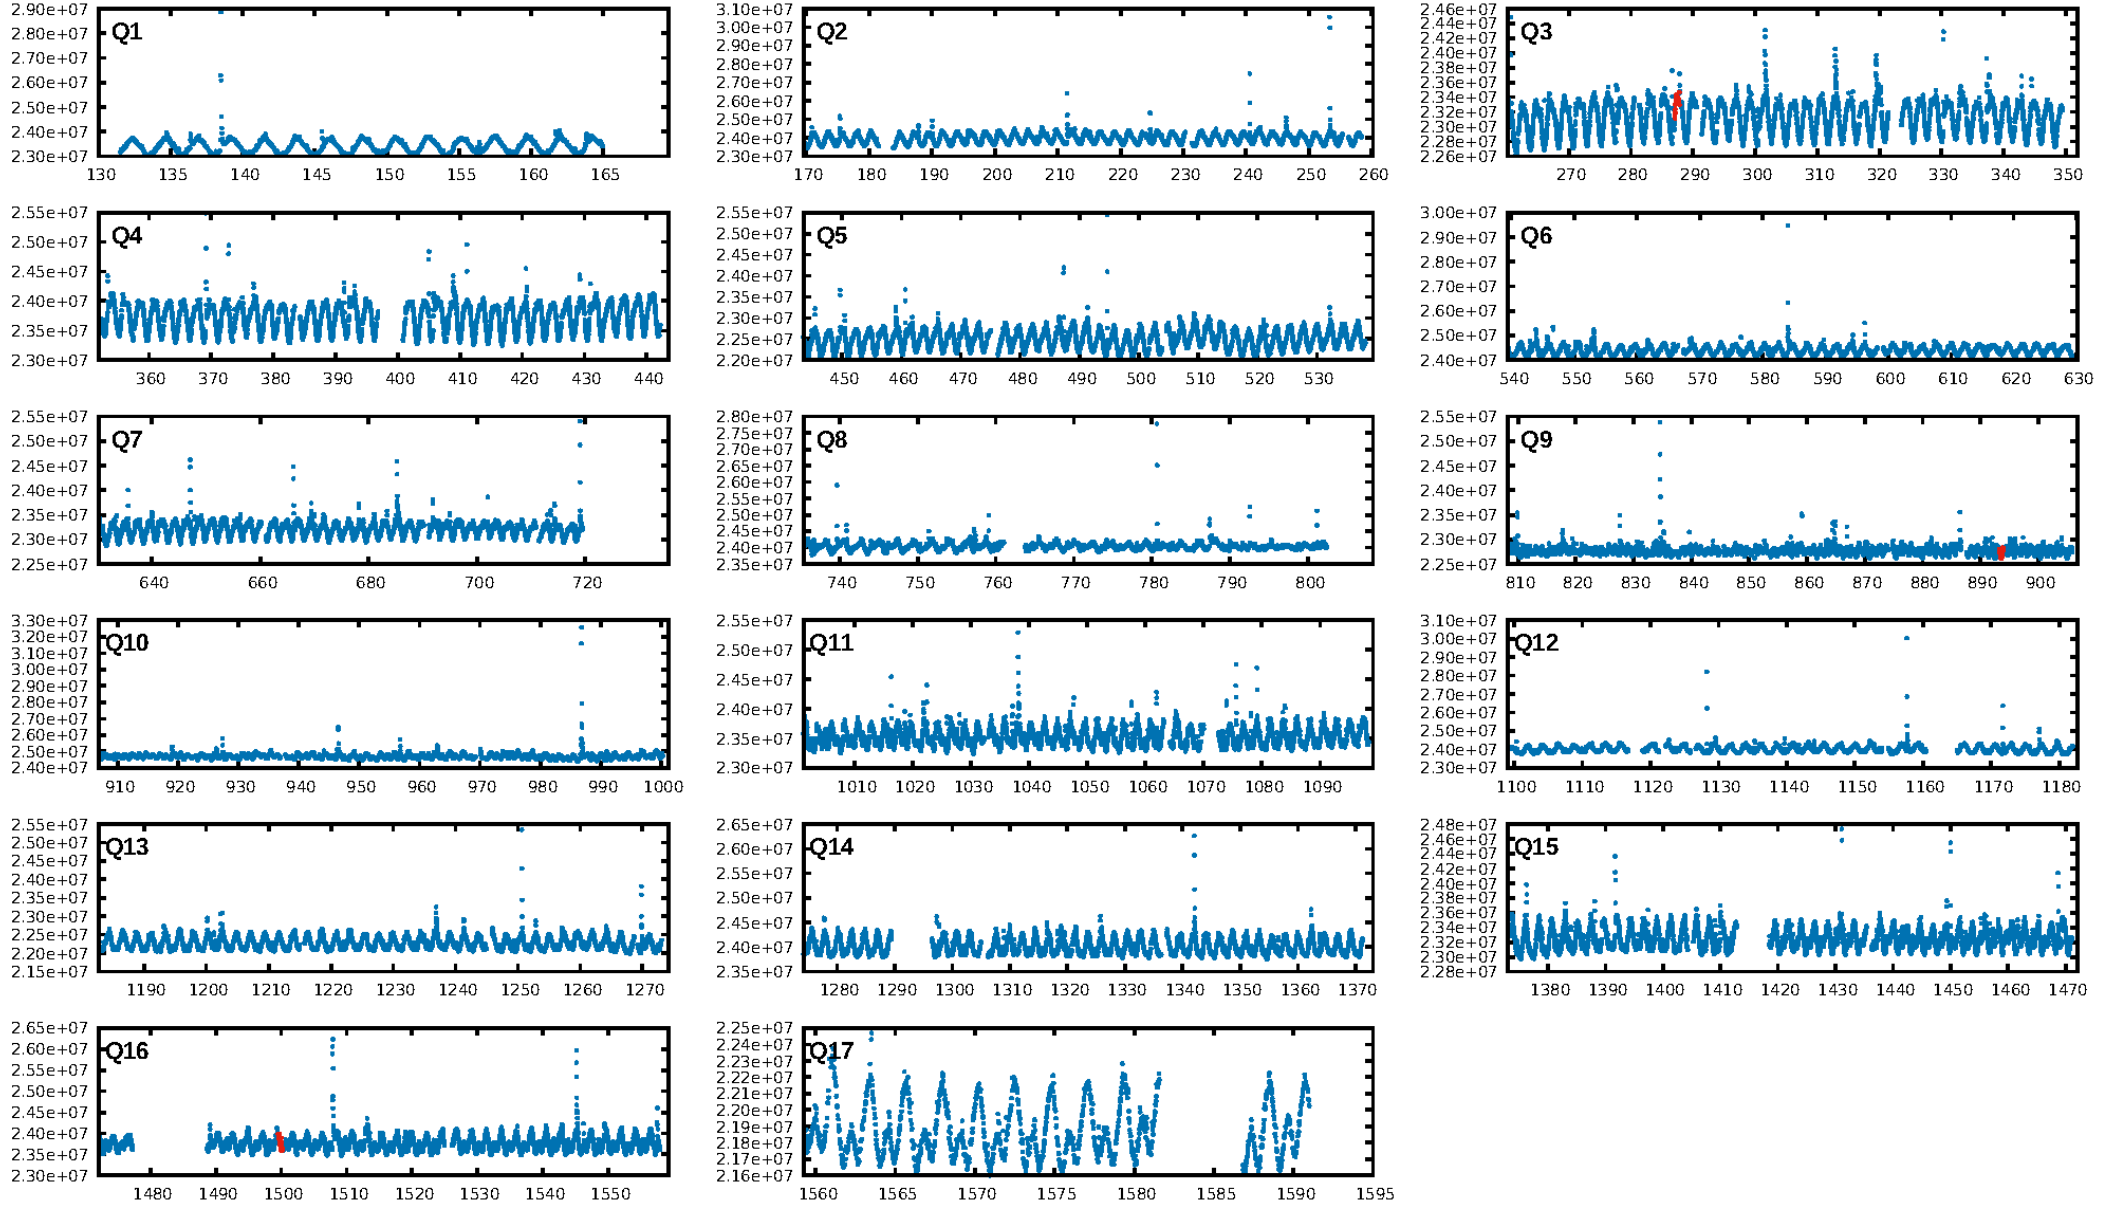 2.90e+07
2.80e+07
2.70e+07
2.60e+07
2.50e+07
2.40e+07
2.30e+07
Q1
130 135 140 145 150 155 160 165
3.10e+07
3.00e+07
2.90e+07
2.80e+07
2.70e+07
2.60e+07
2.50e+07
2.40e+07
2.30e+07
Q2
170 180 190 200 210 220 230 240 250 260
2.46e+07
2.44e+07
2.42e+07
2.40e+07
2.38e+07
2.36e+07
2.34e+07
2.32e+07
2.30e+07
2.28e+07
2.26e+07
Q3
270 280 290 300 310 320 330 340 350
2.55e+07
2.50e+07
2.45e+07
2.40e+07
2.35e+07
2.30e+07
Q4
360 370 380 390 400 410 420 430 440
2.55e+07
2.50e+07
2.45e+07
2.40e+07
2.35e+07
2.30e+07
2.25e+07
2.20e+07
Q5
450 460 470 480 490 500 510 520 530
3.00e+07
2.90e+07
2.80e+07
2.70e+07
2.60e+07
2.50e+07
2.40e+07
Q6
540 550 560 570 580 590 600 610 620 630
2.55e+07
2.50e+07
2.45e+07
2.40e+07
2.35e+07
2.30e+07
2.25e+07
Q7
640 660 680 700 720
2.80e+07
2.75e+07
2.70e+07
2.65e+07
2.60e+07
2.55e+07
2.50e+07
2.45e+07
2.40e+07
2.35e+07
Q8
740 750 760 770 780 790 800
2.55e+07
2.50e+07
2.45e+07
2.40e+07
2.35e+07
2.30e+07
2.25e+07
Q9
810 820 830 840 850 860 870 880 890 900
3.30e+07
3.20e+07
3.10e+07
3.00e+07
2.90e+07
2.80e+07
2.70e+07
2.60e+07
2.50e+07
2.40e+07
Q10
910 920 930 940 950 960 970 980 990 1000
2.55e+07
2.50e+07
2.45e+07
2.40e+07
2.35e+07
2.30e+07
Q11
1010 1020 1030 1040 1050 1060 1070 1080 1090
3.10e+07
3.00e+07
2.90e+07
2.80e+07
2.70e+07
2.60e+07
2.50e+07
2.40e+07
2.30e+07
Q12
1100 1110 1120 1130 1140 1150 1160 1170 1180
2.55e+07
2.50e+07
2.45e+07
2.40e+07
2.35e+07
2.30e+07
2.25e+07
2.20e+07
2.15e+07
Q13
1190 1200 1210 1220 1230 1240 1250 1260 1270
2.65e+07
2.60e+07
2.55e+07
2.50e+07
2.45e+07
2.40e+07
2.35e+07
Q14
1280 1290 1300 1310 1320 1330 1340 1350 1360 1370
2.48e+07
2.46e+07
2.44e+07
2.42e+07
2.40e+07
2.38e+07
2.36e+07
2.34e+07
2.32e+07
2.30e+07
2.28e+07
Q15
1380 1390 1400 1410 1420 1430 1440 1450 1460 1470
2.65e+07
2.60e+07
2.55e+07
2.50e+07
2.45e+07
2.40e+07
2.35e+07
2.30e+07
Q16
1480 1490 1500 1510 1520 1530 1540 1550
2.25e+07
2.24e+07
2.23e+07
2.22e+07
2.21e+07
2.20e+07
2.19e+07
2.18e+07
2.17e+07
2.16e+07
Q17
1560 1565 1570 1575 1580 1585 1590 1595